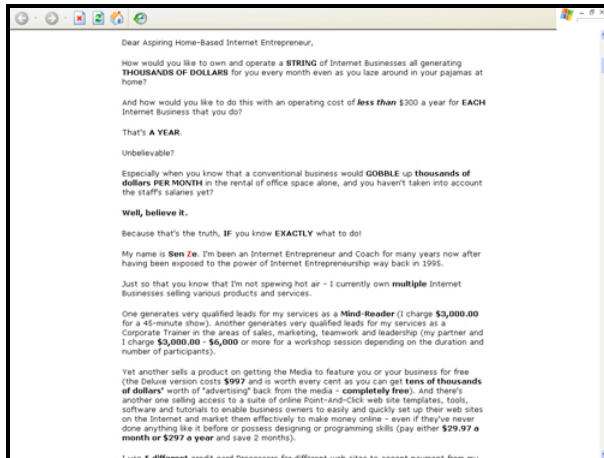 Dear Aspiring Home-Based Internet Entrepreneur,
How would you like to own and operate a STRING of Internet Businesses all generating
THOUSANDS OF DOLLARS for you every month even as you laze around in your pajamas at
home?
And how would you like to do this with an operating cost of less than $300 a year for EACH
Internet Business that you do?
That's A YEAR.
Unbelievable?
Especially when you know that a conventional business would GOBBLE up thousands of
dollars PER MONTH in the rental of office space alone, and you haven't taken into account
the staff's salaries yet?
Well, believe it.
Because that's the truth, IF you know EXACTLY what to do!
My name is Sen Ze. I'm been an Internet Entrepreneur and Coach for many years now after
having been exposed to the power of Internet Entrepreneurship way back in 1995.
Just so that you know that I'm not spewing hot air - I currently own multiple Internet
Businesses selling various products and services.
One generates very qualified leads for my services as a Mind-Reader (I charge $3,000.00
for a 45-minute show). Another generates very qualified leads for my services as a
Corporate Trainer in the areas of sales, marketing, teamwork and leadership (my partner and
I charge $3,000.00 - $6,000 or more for a workshop session depending on the duration and
number of participants).
Yet another sells a product on getting the Media to feature you or your business for free
(the Deluxe version costs $997 and is worth every cent as you can get tens of thousands
of dollars' worth of "advertising" back from the media - completely free). And there's
another one selling access to a suite of online Point-And-Click web site templates, tools,
software and tutorials to enable business owners to easily and quickly set up their web sites
on the Internet and market them effectively to make money online - even if they've never
done anything like it before or possess designing or programming skills (pay either $29.97 a
month or $297 a year and save 2 months).
I use 5 different credit card Processors for different web sites to accept payment from my